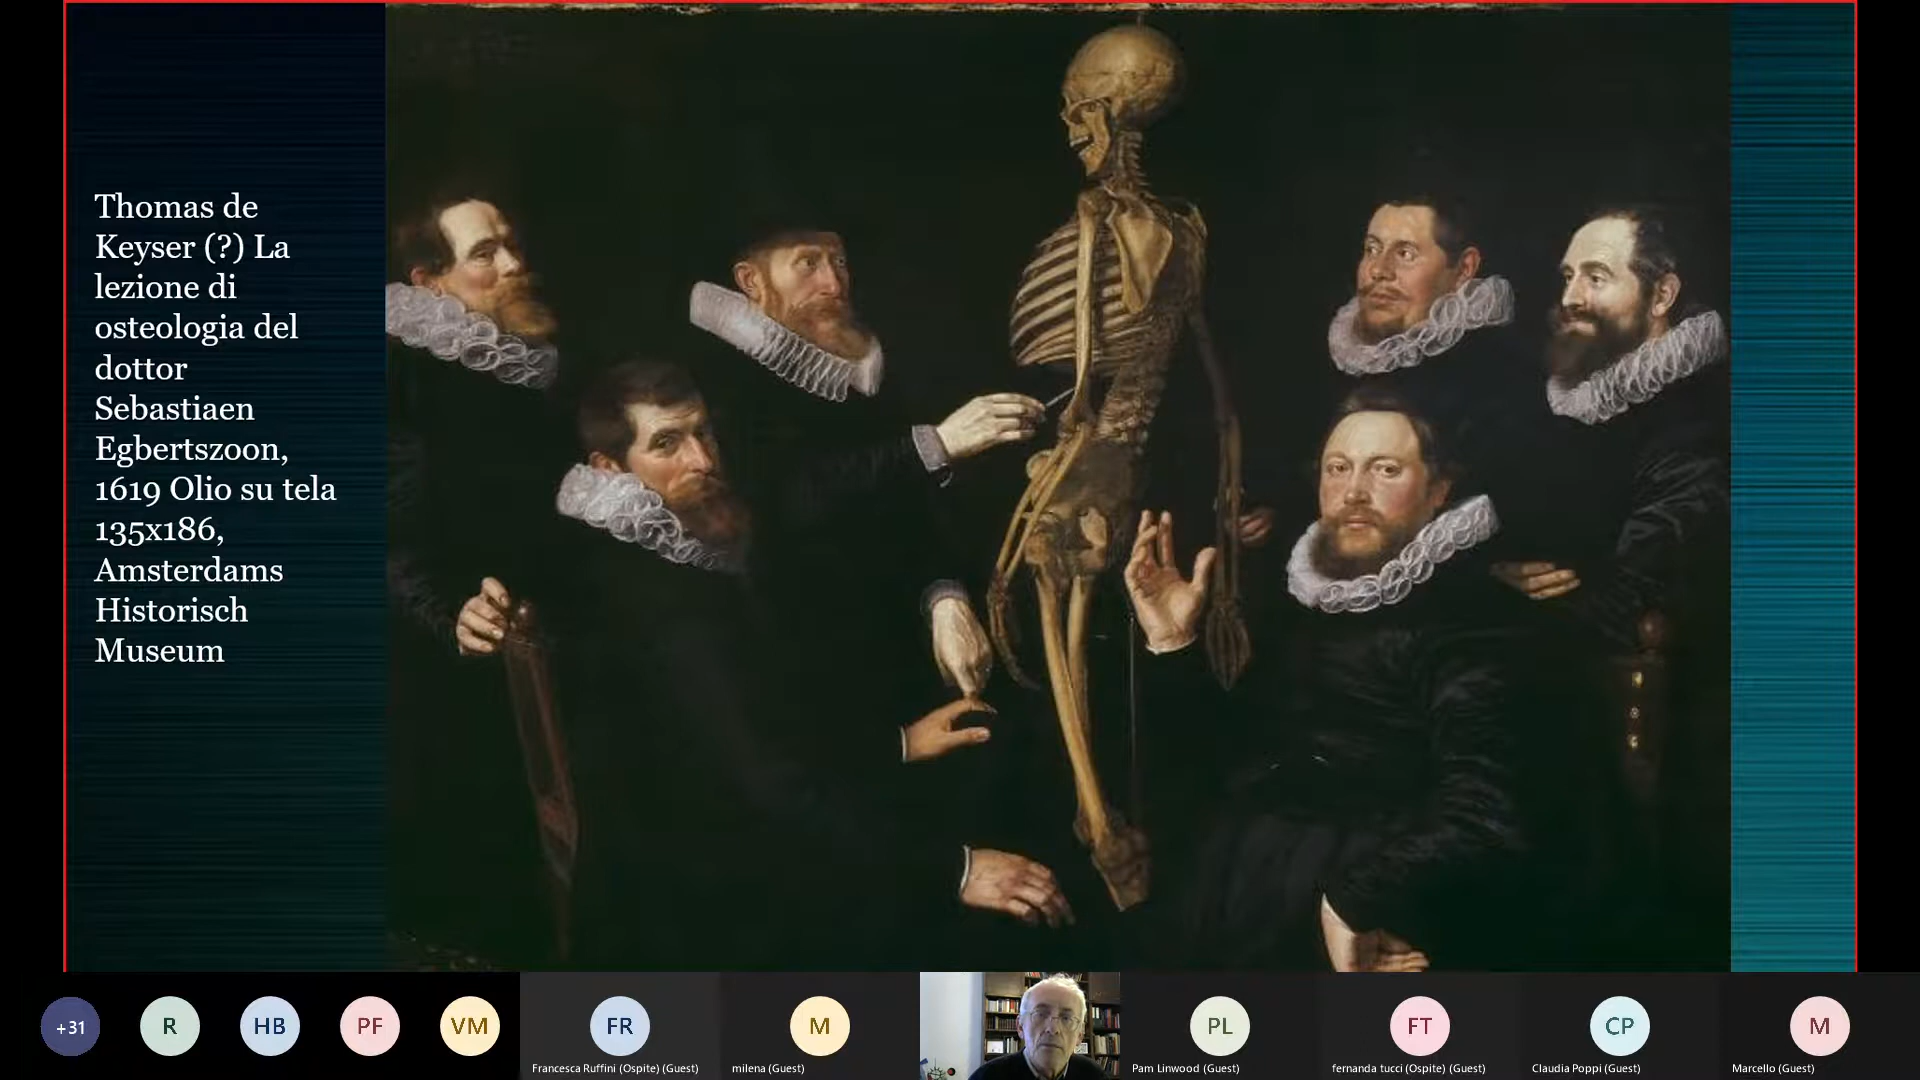 Thomas de
Keyser (?) La
lezione di
osteologia del
dottor
Sebastiaen
Egbertszoon,
1619 Olio su tela
135x186,
Amsterdams
Historisch
Museum
+31
R
HB
PF
VM
FR
M
PL
FT
CP
M
Francesca Ruffini (Ospite) (Guest)
milena (Guest)
Pam Linwood (Guest)
fernanda tucci (Ospite) (Guest)
Claudia Poppi (Guest)
Marcello (Guest)